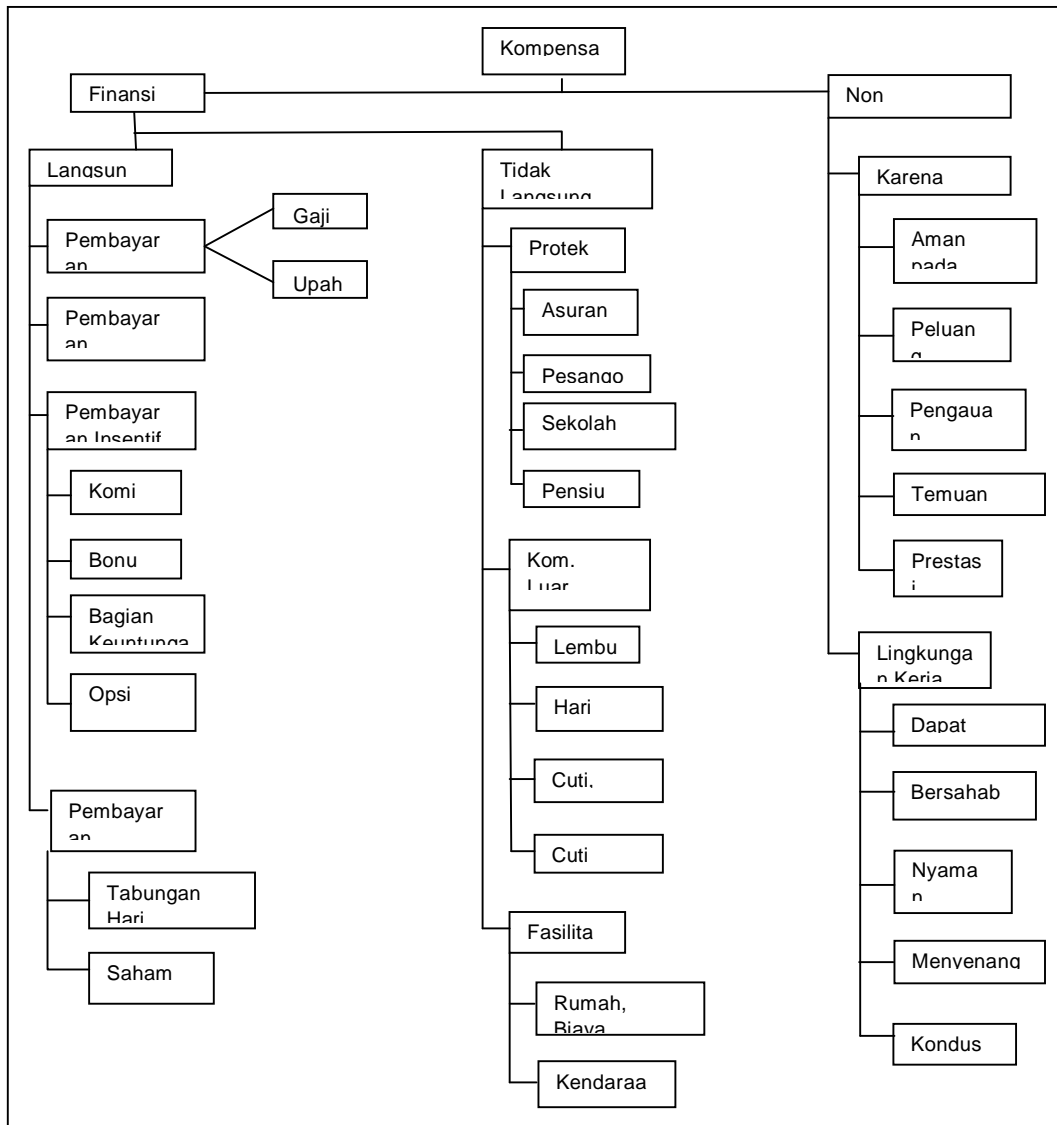 Kompensa
Finansi
Non
Langsun
Tidak
Langsung
Karena
Gaji
Pembayar
an
Upah
Protek
Aman
pada
Asuran
Pembayar
an
Peluan
g
Pesango
Pembayar
an Insentif
Sekolah
Pengauan
n
Komi
Pensiu
Temuan
Bonu
Kom.
Luar
Prestas
i
Bagian
Keuntunga
Lembu
Lingkunga
n Kerja
Opsi
Hari
Dapat
Cuti,
Bersahab
Pembayar
an
Cuti
Nyama
n
Tabungan
Hari
Fasilita
Menyenang
Saham
Rumah,
Biaya
Kondus
Kendaraa